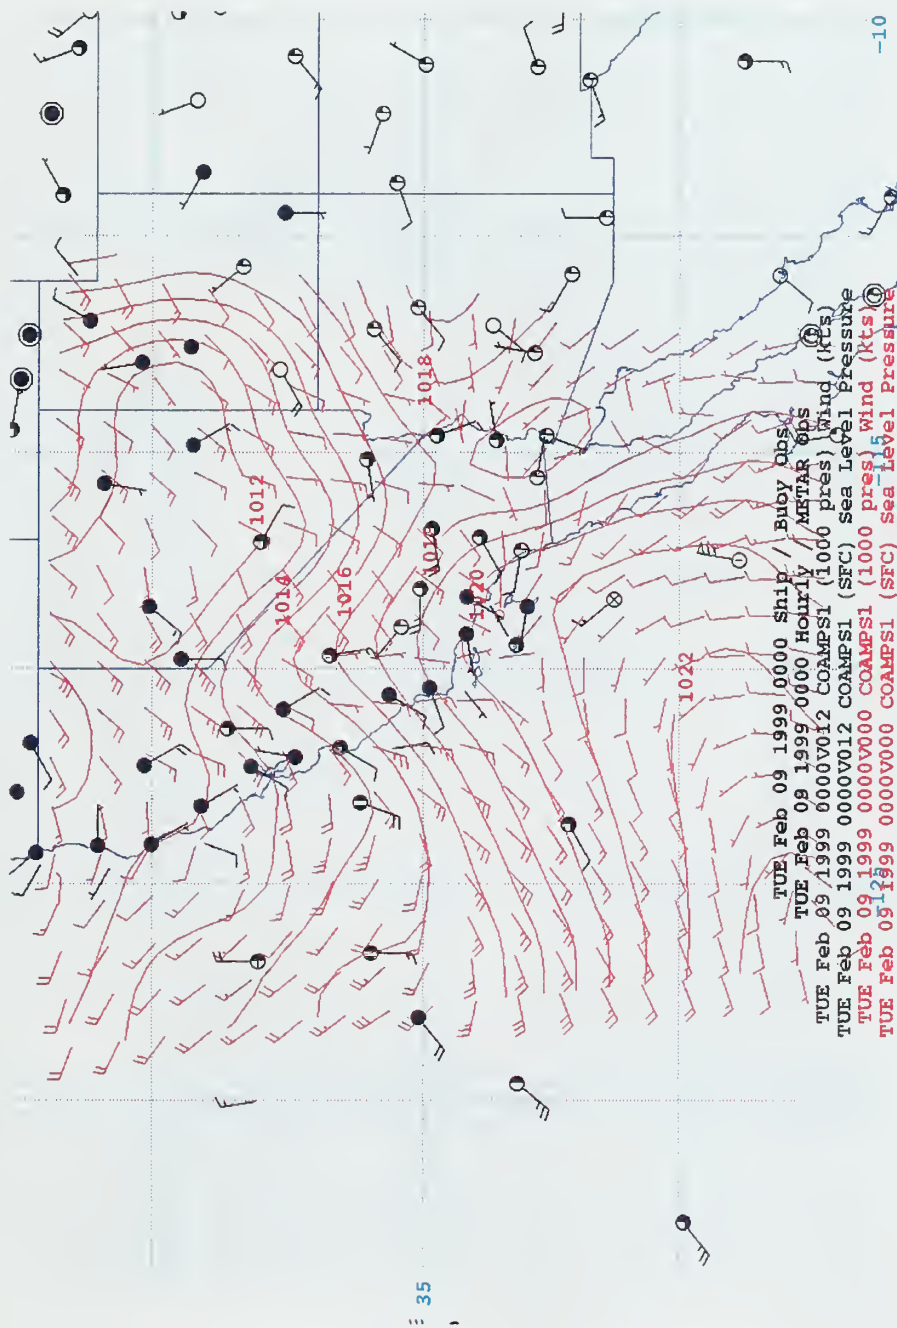 1012
1014
1016
1018
1018
1020
1022
35
-10
-115
TUE Feb 09 1999 0000 Ship / Buoy Obs
TUE Feb 09 1999 0000 Hourly / METAR Obs
TUE Feb 09 1999 0000V012 COAMPS1 (1000 pres) Wind (kts)
TUE Feb 09 1999 0000V012 COAMPS1 (SFC) Sea Level Pressure
TUE Feb 09 1999 0000V000 COAMPS1 (1000 pres) Wind (kts)
TUE Feb 09 1999 0000V000 COAMPS1 (SFC) Sea Level Pressure